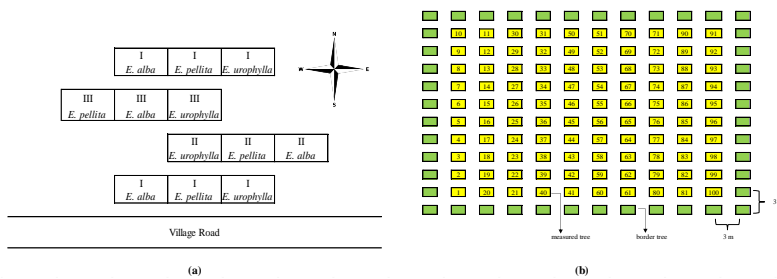 N
W E
S
I I I
E. alba E. pellita E. urophylla
III III III
E. pellita E. alba E. urophylla
II II II
E. urophylla E. pellita E. alba
I I I
E. alba E. pellita E. urophylla
Village Road
(a)
10 11 30 31 50 51 70 71 90 91
9 12 29 32 49 52 69 72 89 92
8 13 28 33 48 53 68 73 88 93
7 14 27 34 47 54 67 74 87 94
6 15 26 35 46 55 66 75 86 95
5 16 25 36 45 56 65 76 85 96
4 17 24 37 44 57 64 77 84 97
3 18 23 38 43 58 63 78 83 98
2 19 22 39 42 59 62 79 82 99
1 20 21 40 41 60 61 80 81 100
3
measured tree border tree 3 m
(b)